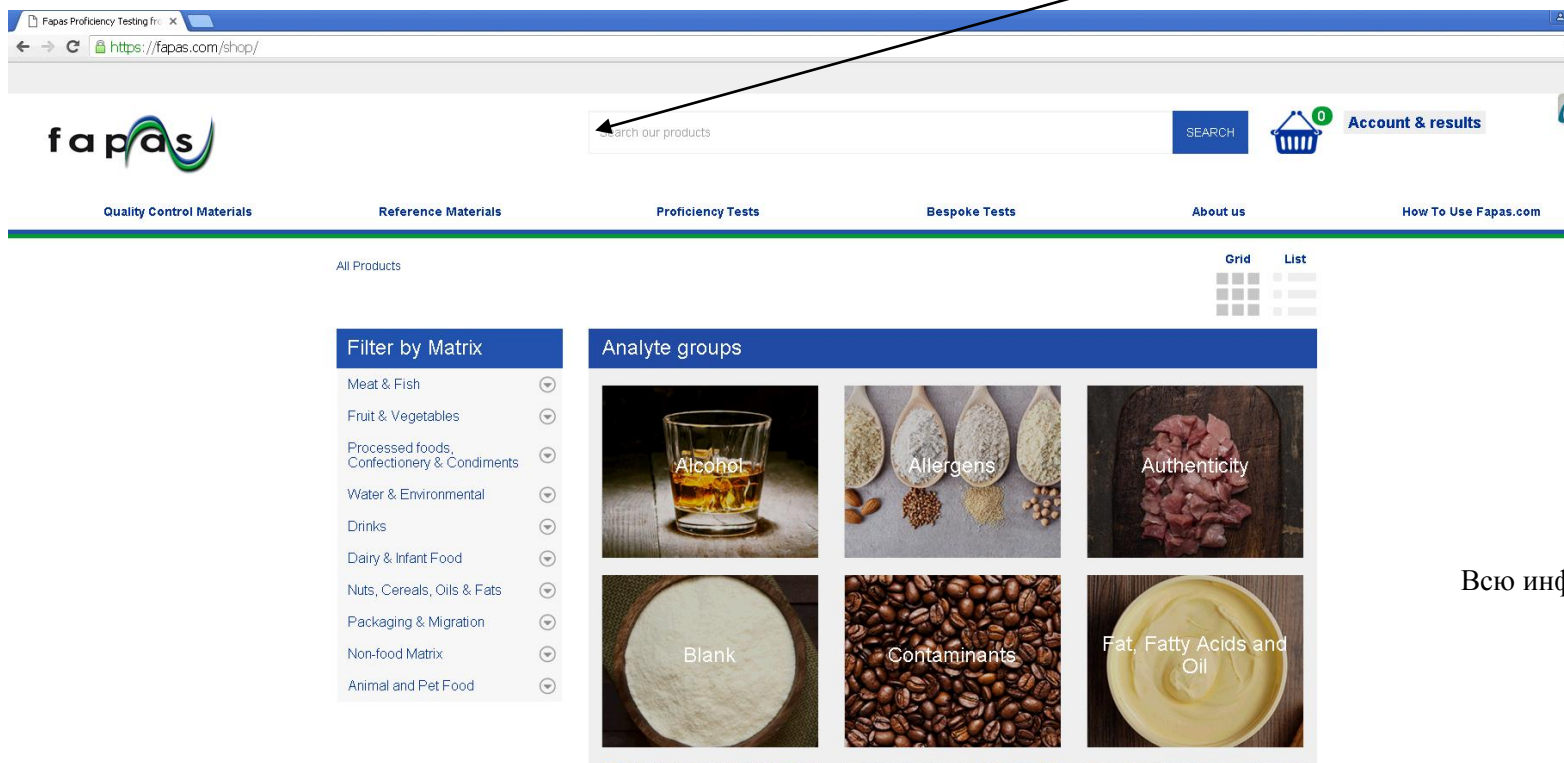 Fapas Proficiency Testing fro
https://fapas.com/shop/
fapas
Search our products
SEARCH
0
Account & results
Quality Control Materials
Reference Materials
Proficiency Tests
Bespoke Tests
About us
How To Use Fapas.com
All Products
Grid
List
Filter by Matrix
Meat & Fish
Fruit & Vegetables
Processed foods,
Confectionery & Condiments
Water & Environmental
Drinks
Dairy & Infant Food
Nuts, Cereals, Oils & Fats
Packaging & Migration
Non-food Matrix
Animal and Pet Food
Analyte groups
Alcohol
Allergens
Authenticity
Blank
Contaminants
Fat, Fatty Acids and
Oil
Всю инф